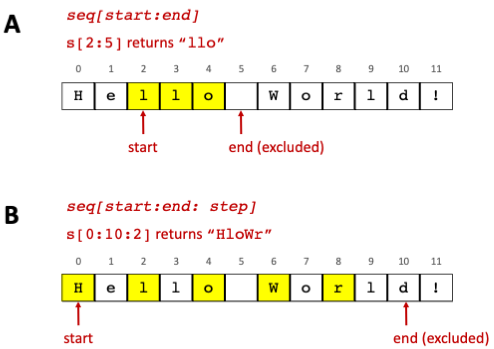 A
seq[start:end]
s[2:5] returns “llo”
0 1 2 3 4 5 6 7 8 9 10 11
H e l l o W o r l d !
start end (excluded)
B
seq[start:end: step]
s[0:10:2] returns “HloWr”
0 1 2 3 4 5 6 7 8 9 10 11
H e l l o W o r l d !
start end (excluded)